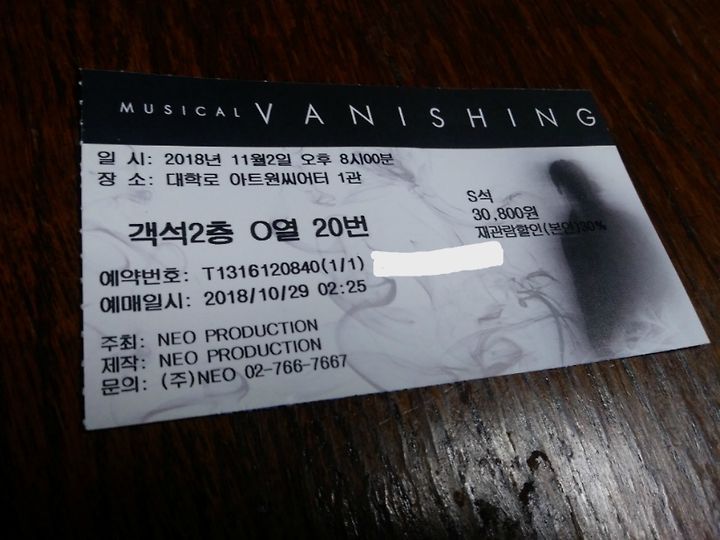 MUSICAL VANISHING
일 시: 2018년 11월2일 오후 8시00분
장 소: 대학로 아트원씨어터 1관
S석
30,800원
재관람할인(본인)30%
객석2층 O열 20번
예약번호: T1316120840(1/1)
예매일시: 2018/10/29 02:25
주최: NEO PRODUCTION
제작: NEO PRODUCTION
문의: (주)NEO 02-766-7667